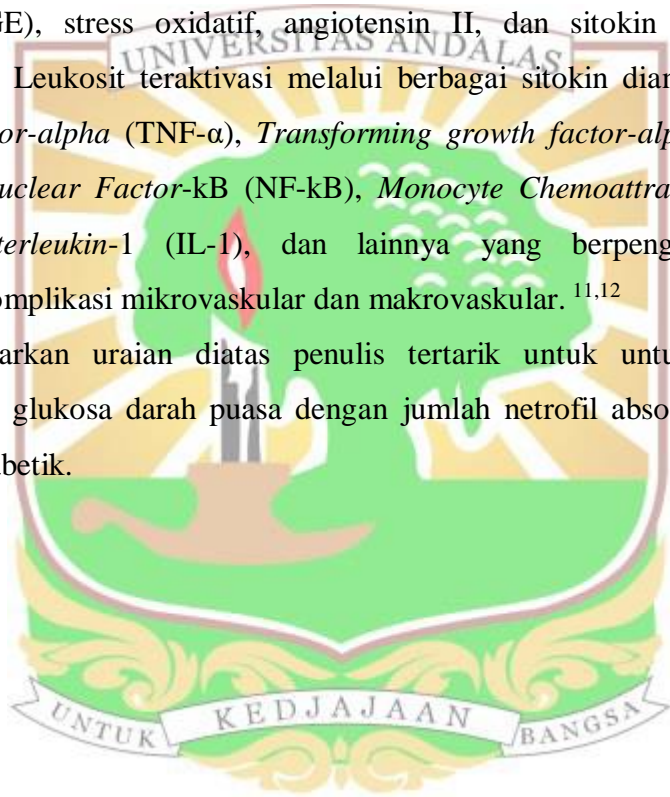 GE), stress oxidatif, angiotensin II, dan sitokin
UNIVERSITAS ANDALAS
Leukosit teraktivasi melalui berbagai sitokin dian
or-alpha (TNF-α), Transforming growth factor-alp
uclear Factor-kB (NF-kB), Monocyte Chemoattra
terleukin-1 (IL-1), dan lainnya yang berpeng
omplikasi mikrovaskular dan makrovaskular. 11,12
arkan uraian diatas penulis tertarik untuk untu
glukosa darah puasa dengan jumlah netrofil abso
abetik.
UNTUK KEDJAJAAN BANGSA